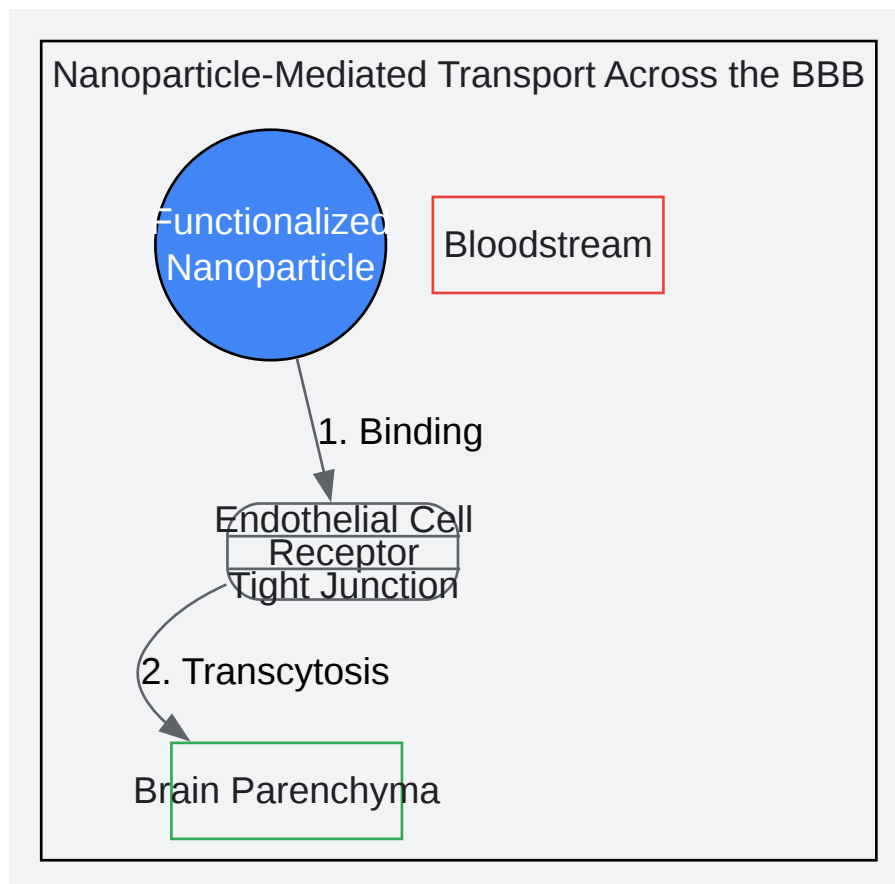 Nanoparticle-Mediated Transport Across the BBB
Functionalized
Nanoparticle
Bloodstream
1. Binding
Endothelial Cell
Receptor
Tight Junction
2. Transcytosis
Brain Parenchyma